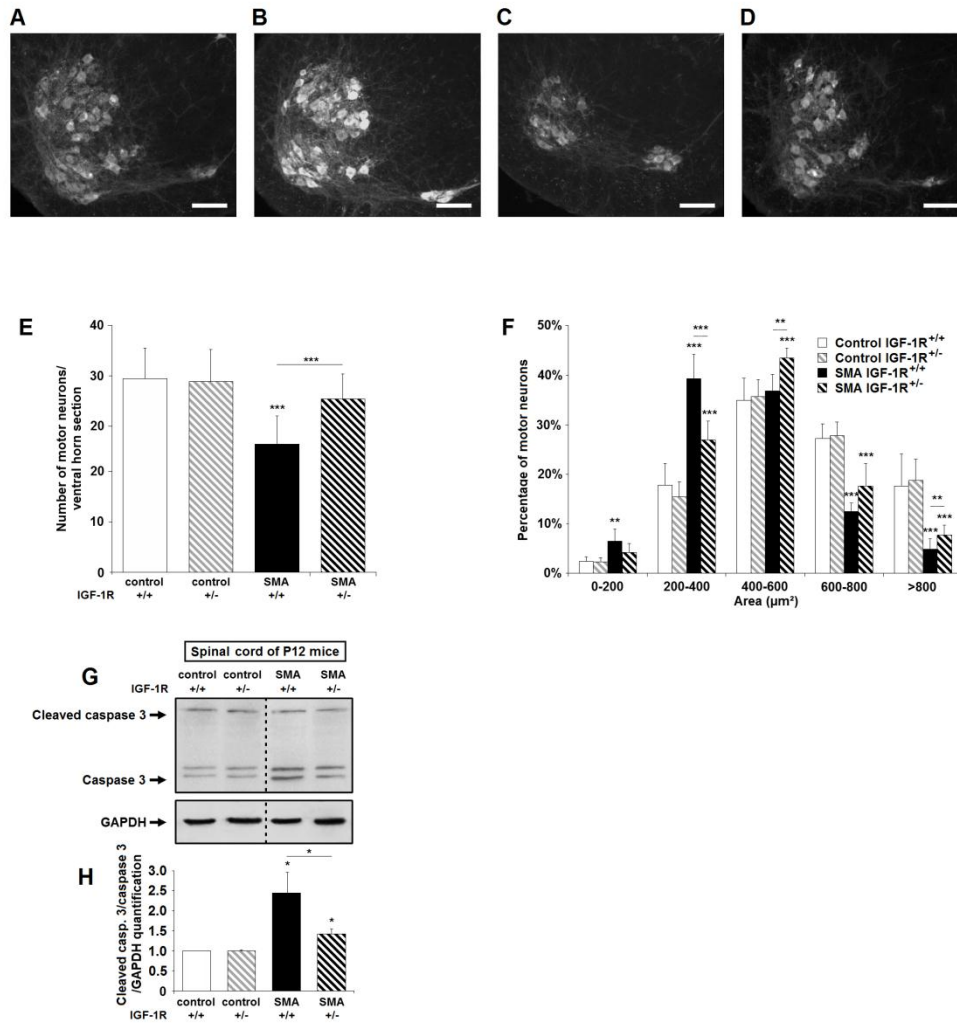 A B C D
E
Number of motor neurons/
ventral horn section
40
30
20
20
10
0
control control SMA SMA
IGF-1R +/+ +/- +/+ +/-
***
***
F
Percentage of motor neurons
50%
40%
30%
20%
10%
0%
0-200 200-400 400-600 600-800 >800
Area (µm²)
Control IGF-1R+/+
Control IGF-1R+/-
SMA IGF-1R+/+
SMA IGF-1R+/-
**
***
***
***
**
***
***
***
**
***
***
Spinal cord of P12 mice
G
control control SMA SMA
IGF-1R +/+ +/- +/+ +/-
Cleaved caspase 3
Caspase 3
GAPDH
H
Cleaved casp. 3/caspase 3
/GAPDH quantification
3.0
2.5
2.0
1.5
1.0
0.5
0
*
*
*
control control SMA SMA
IGF-1R +/+ +/- +/+ +/-